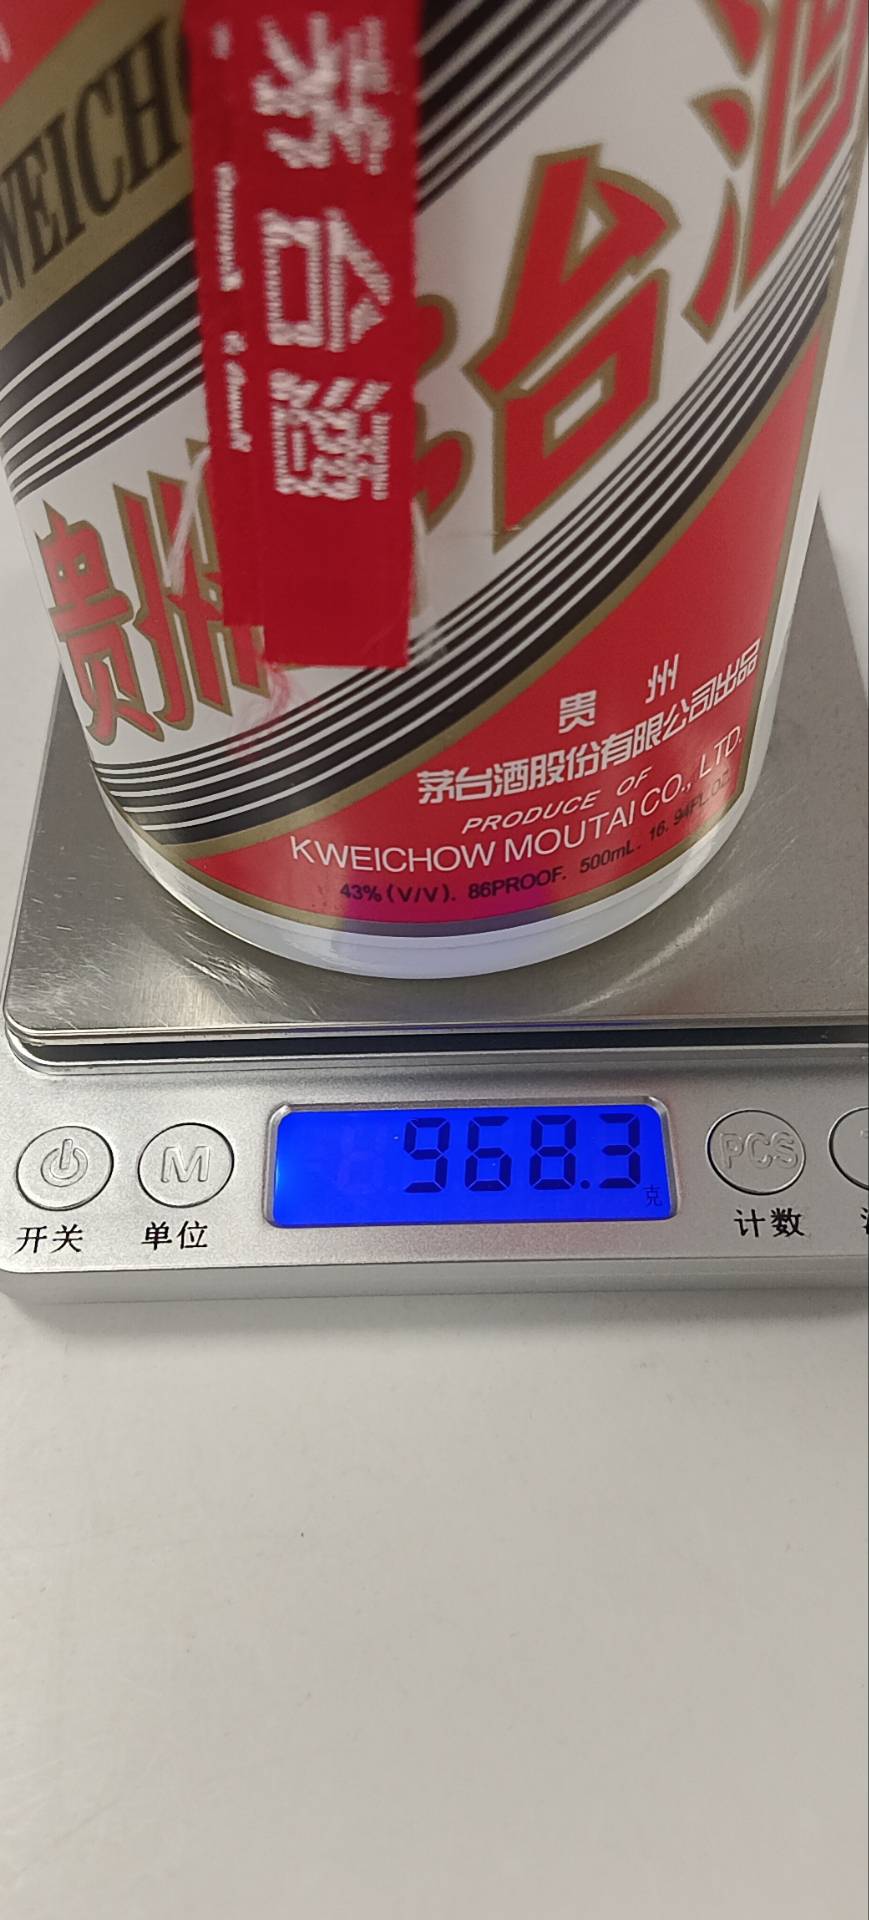 WEICHO
茅台酒
贵州茅台酒
贵 州
茅台酒股份有限公司出品
PRODUCE OF
KWEICHOW MOUTAI CO., LTD.
43% (V/V). 86PROOF. 500mL. 16. 94FL.OZ
968.3
克
M
PCS
开关
单位
计数